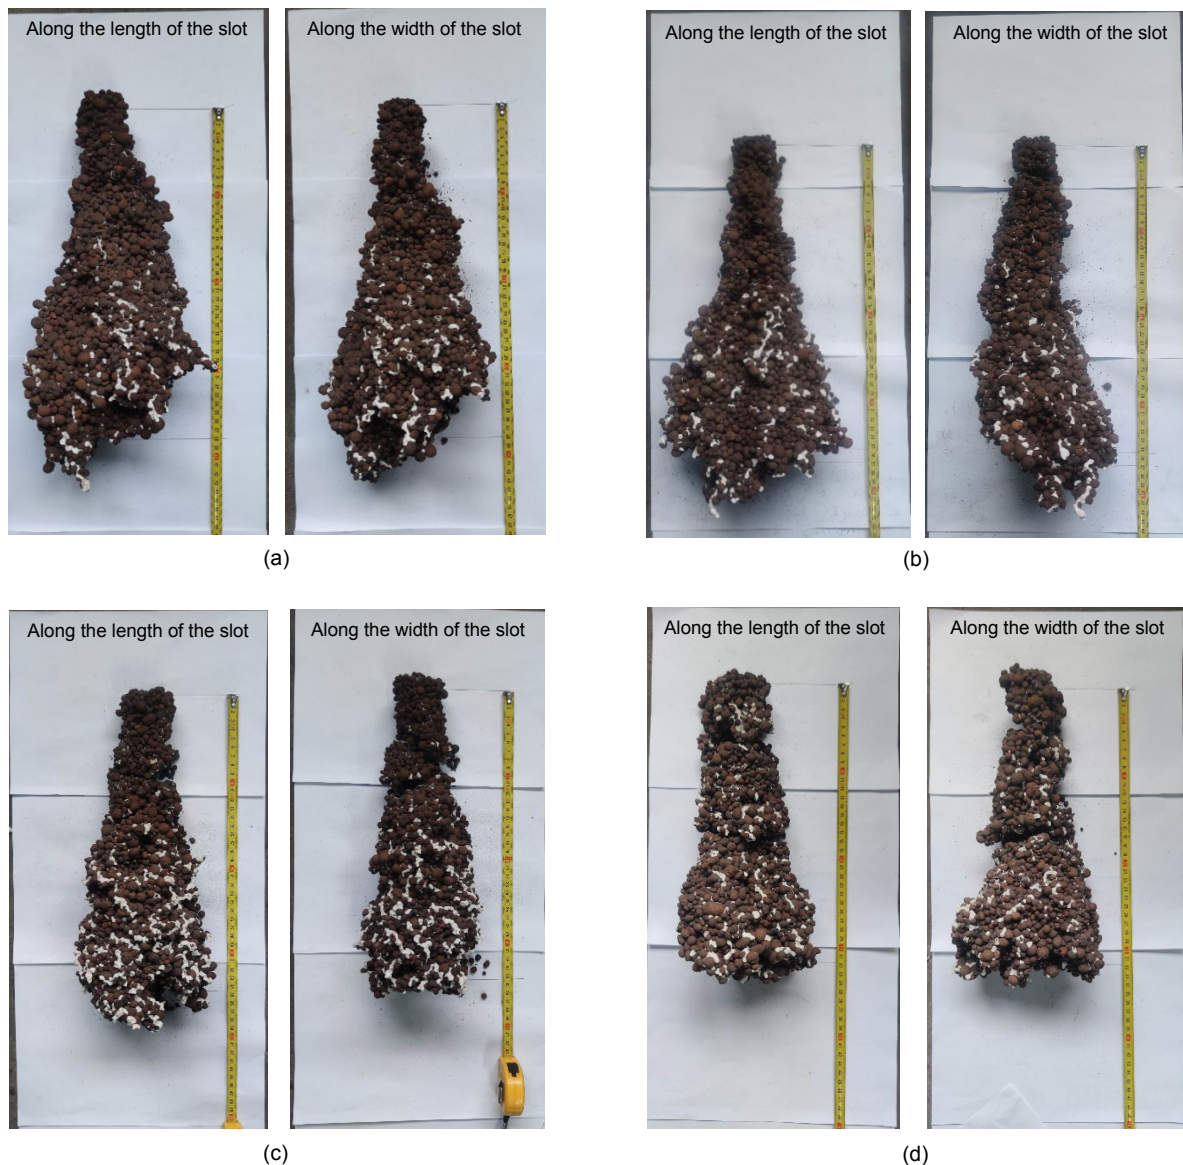 Along the length of the slot
Along the width of the slot
(a)
Along the length of the slot
Along the width of the slot
(b)
Along the length of the slot
Along the width of the slot
(c)
Along the length of the slot
Along the width of the slot
(d)